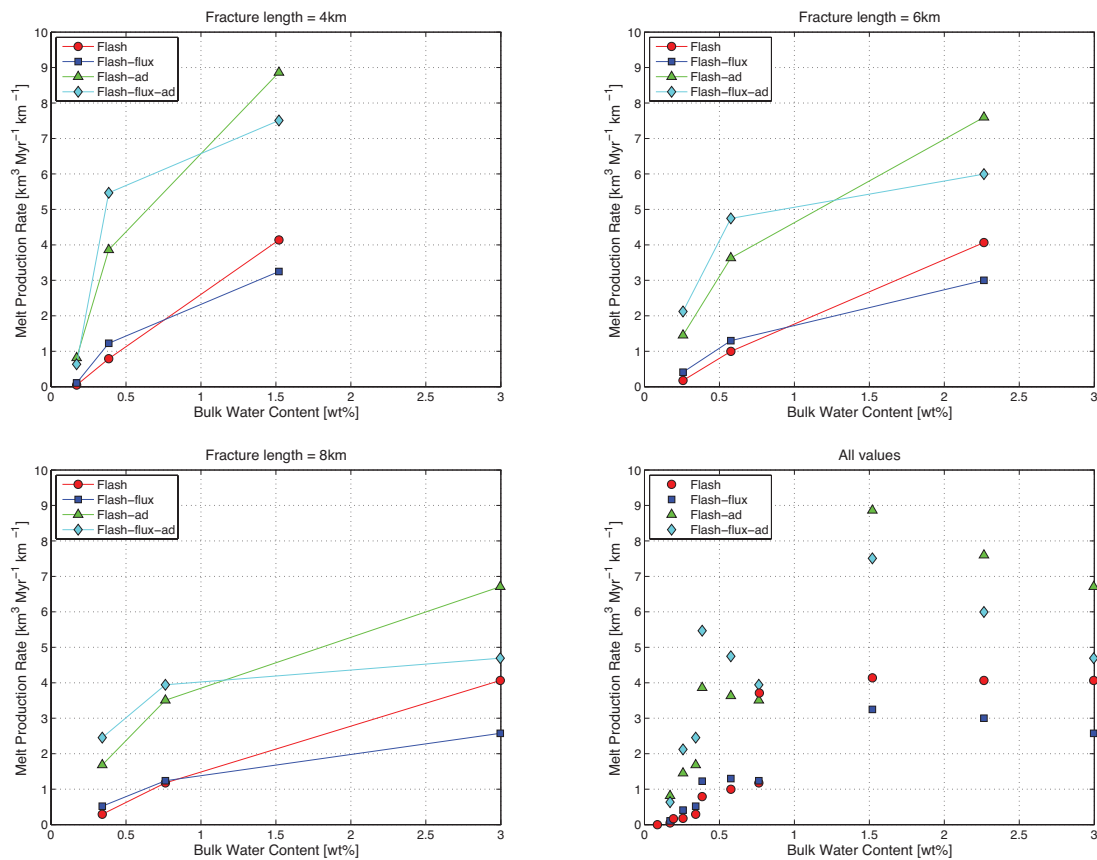 Fracture length = 4km
10
9
8
7
6
5
4
3
2
1
0
Melt Production Rate [km³ Myr⁻¹ km⁻¹]
Flash
Flash-flux
Flash-ad
Flash-flux-ad
0 0.5 1 1.5 2 2.5 3
Bulk Water Content [wt%]
Fracture length = 6km
10
9
8
7
6
5
4
3
2
1
0
Melt Production Rate [km³ Myr⁻¹ km⁻¹]
Flash
Flash-flux
Flash-ad
Flash-flux-ad
0 0.5 1 1.5 2 2.5 3
Bulk Water Content [wt%]
Fracture length = 8km
10
9
8
7
6
5
4
3
2
1
0
Melt Production Rate [km³ Myr⁻¹ km⁻¹]
Flash
Flash-flux
Flash-ad
Flash-flux-ad
0 0.5 1 1.5 2 2.5 3
Bulk Water Content [wt%]
All values
10
9
8
7
6
5
4
3
2
1
0
Melt Production Rate [km³ Myr⁻¹ km⁻¹]
Flash
Flash-flux
Flash-ad
Flash-flux-ad
0 0.5 1 1.5 2 2.5 3
Bulk Water Content [wt%]